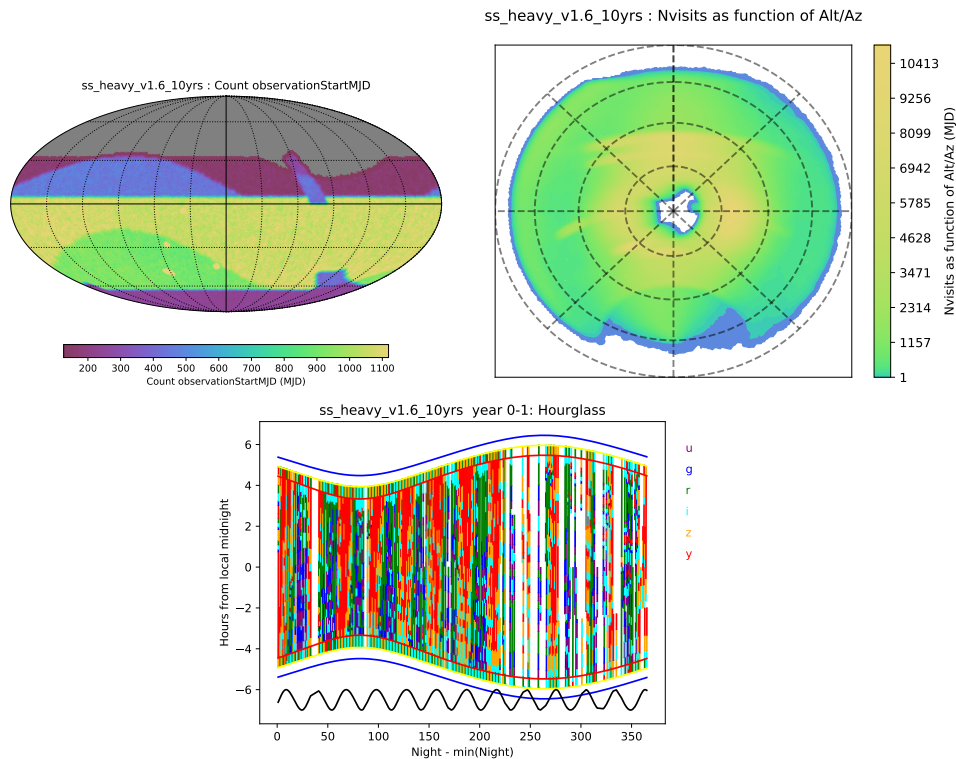 ss_heavy_v1.6_10yrs : Nvisits as function of Alt/Az
ss_heavy_v1.6_10yrs : Count observationStartMJD
200 300 400 500 600 700 800 900 1000 1100
Count observationStartMJD (MJD)
10413
9256
8099
6942
5785
4628
3471
2314
1157
1
Nvisits as function of Alt/Az (MJD)
ss_heavy_v1.6_10yrs  year 0-1: Hourglass
6
4
2
0
−2
−4
−6
Hours from local midnight
0 50 100 150 200 250 300 350
Night - min(Night)
u
g
r
i
z
y